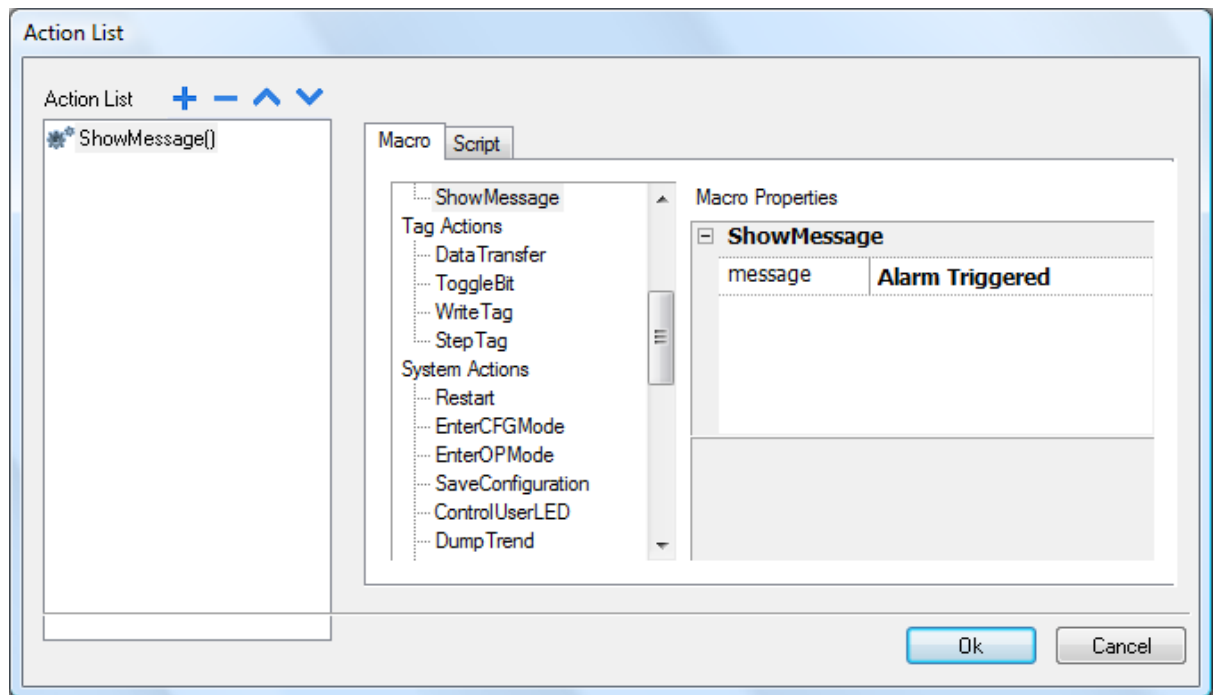 Action List
Action List
ShowMessage()
Macro Script
ShowMessage
Tag Actions
DataTransfer
ToggleBit
WriteTag
StepTag
System Actions
Restart
EnterCFGMode
EnterOPMode
SaveConfiguration
ControlUserLED
DumpTrend
Macro Properties
ShowMessage
message Alarm Triggered
Ok Cancel